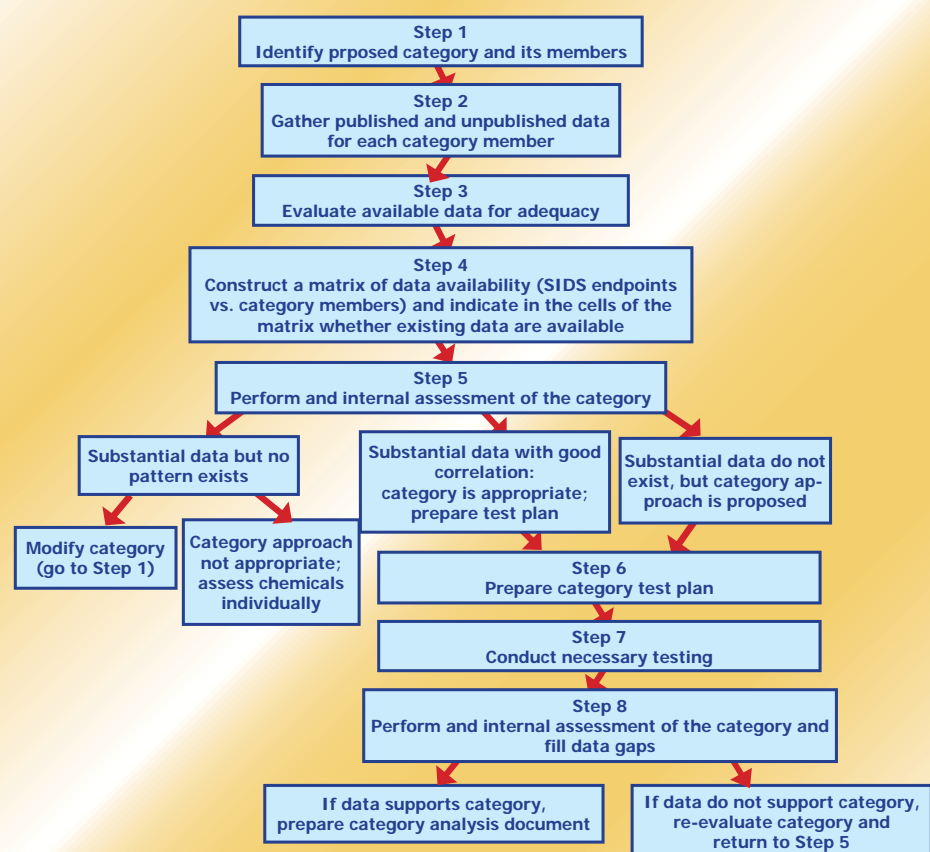 Step 1
Identify prposed category and its members
Step 2
Gather published and unpublished data
for each category member
Step 3
Evaluate available data for adequacy
Step 4
Construct a matrix of data availability (SIDS endpoints
vs. category members) and indicate in the cells of the
matrix whether existing data are available
Step 5
Perform and internal assessment of the category
Substantial data but no
pattern exists
Substantial data with good
correlation:
category is appropriate;
prepare test plan
Substantial data do not
exist, but category ap-
proach is proposed
Modify category
(go to Step 1)
Category approach
not appropriate;
assess chemicals
individually
Step 6
Prepare category test plan
Step 7
Conduct necessary testing
Step 8
Perform and internal assessment of the category and
fill data gaps
If data supports category,
prepare category analysis document
If data do not support category,
re-evaluate category and
return to Step 5